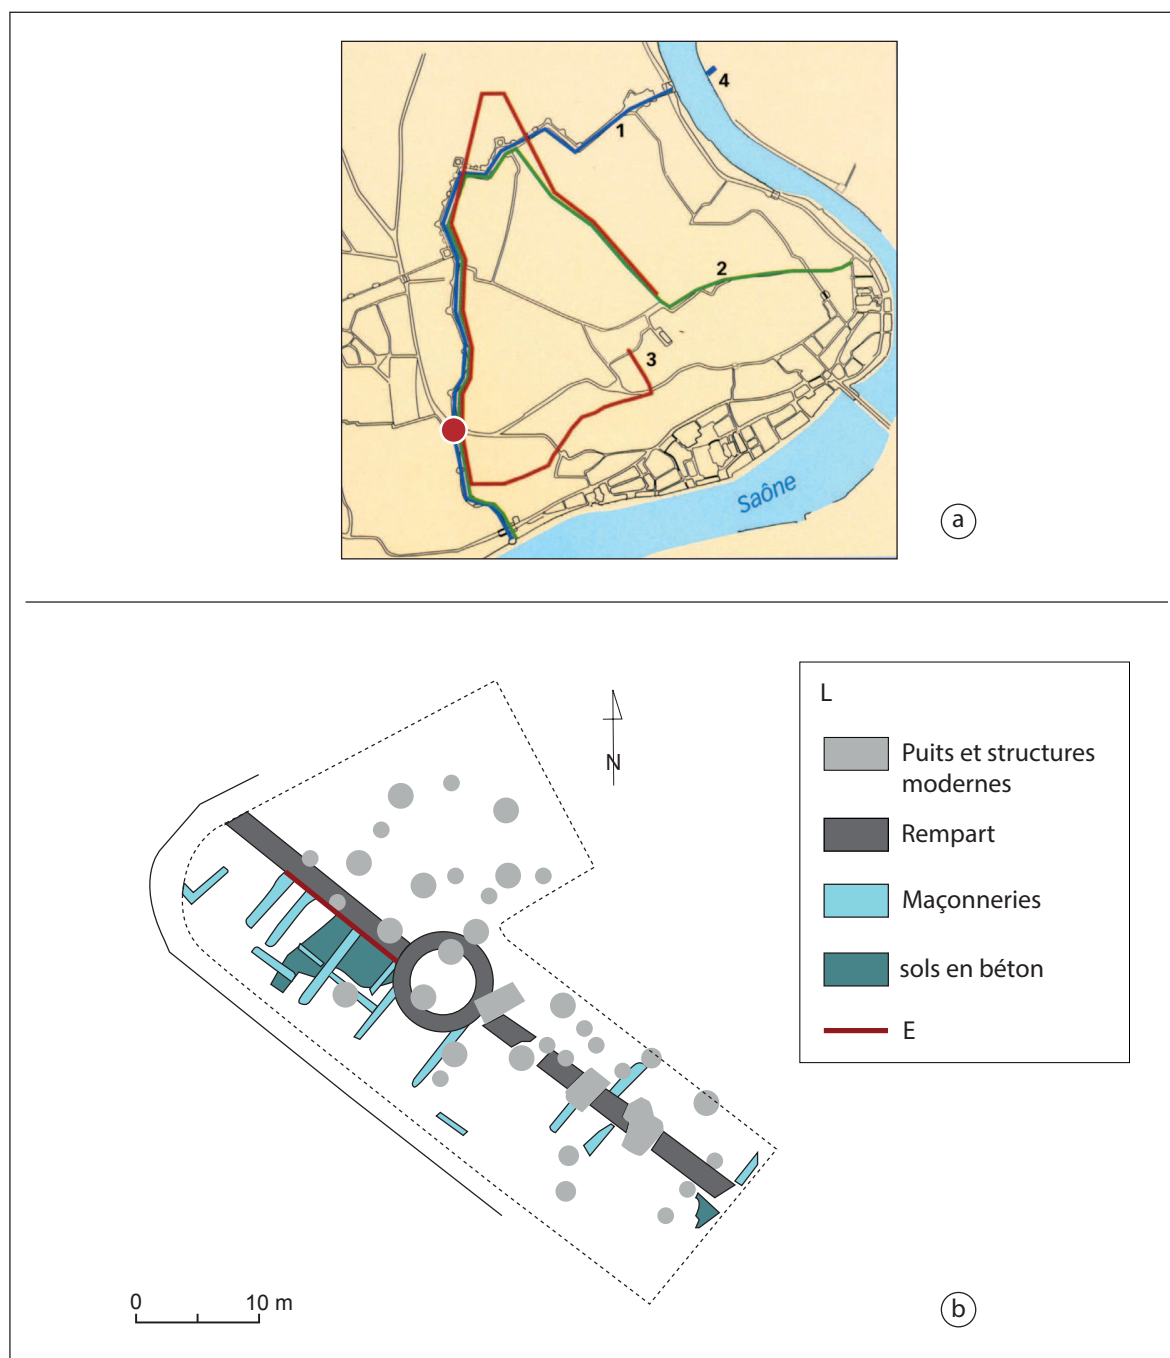 4
1
2
3
Saône
a
L
Puits et structures
modernes
Rempart
Maçonneries
sols en béton
E
N
0
10 m
b